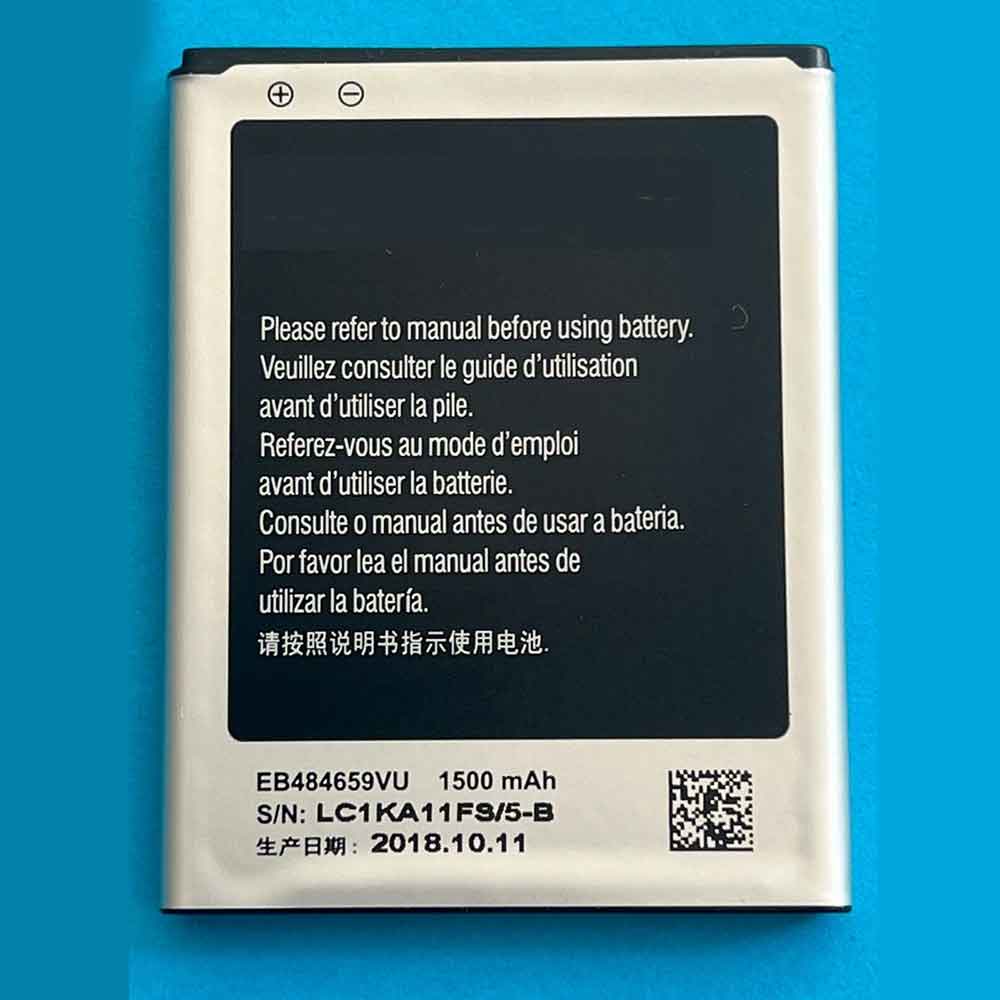 ⊕ ⊖
Please refer to manual before using battery.
Veuillez consulter le guide d'utilisation
avant d'utiliser la pile.
Referez-vous au mode d'emploi
avant d'utiliser la batterie.
Consulte o manual antes de usar a bateria.
Por favor lea el manual antes de
utilizar la batería.
请按照说明书指示使用电池.
EB484659VU 1500 mAh
S/N: LC1KA11FS/5-B
生产日期: 2018.10.11